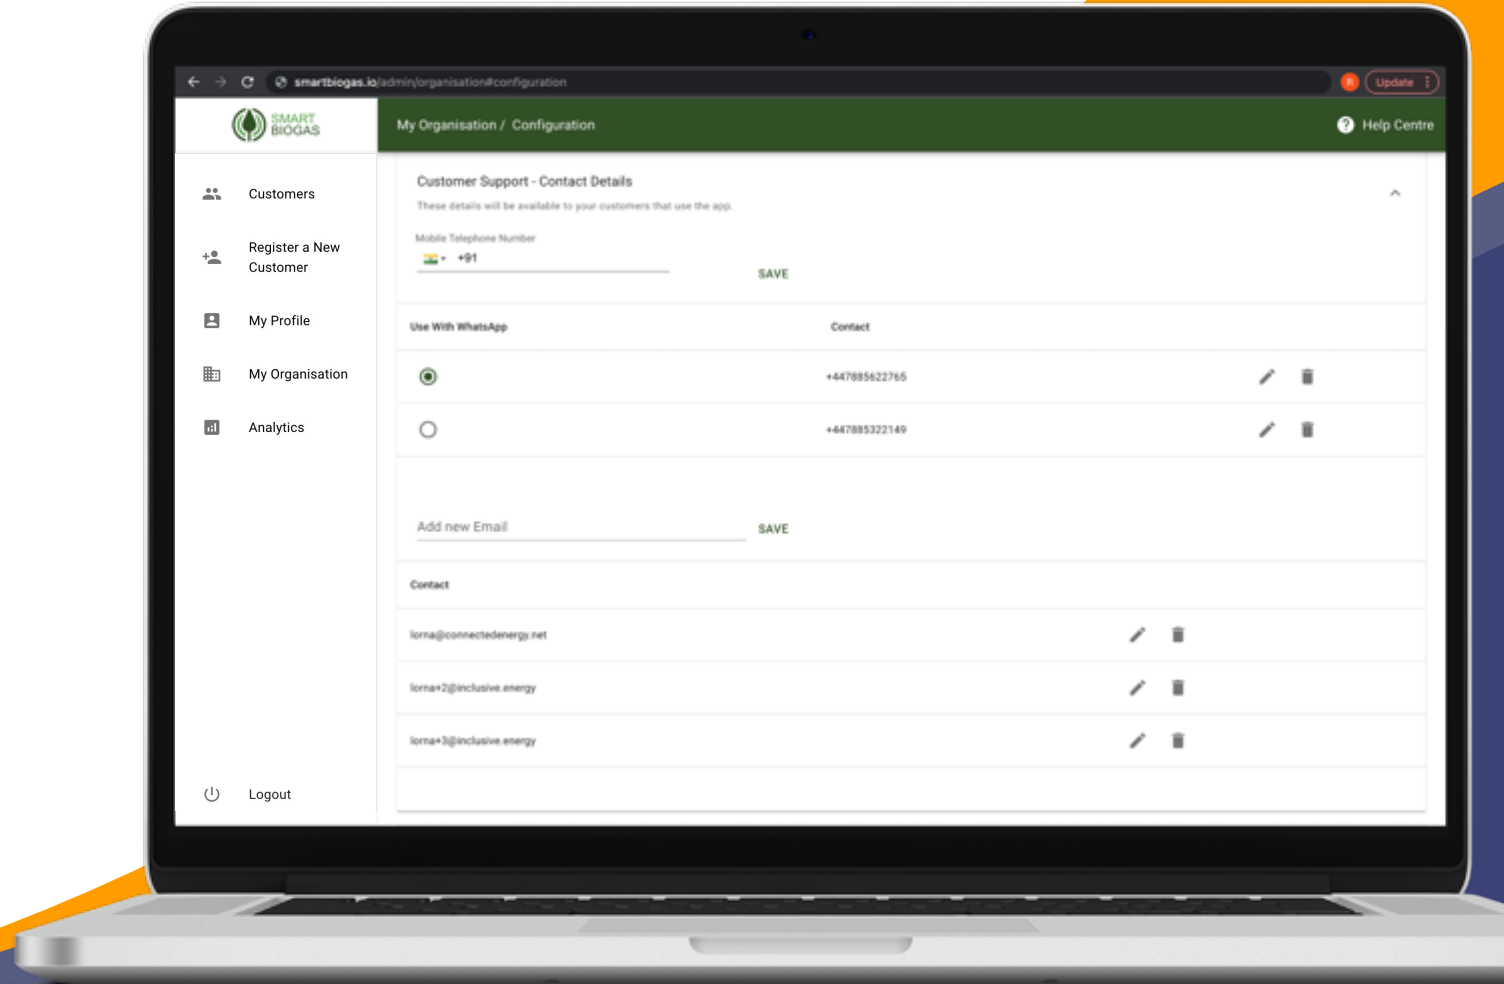 smartbiogas.io/admin/organisation#configuration
Update
SMART
BIOGAS
My Organisation / Configuration
? Help Centre
Customers
Register a New
Customer
My Profile
My Organisation
Analytics
Logout
Customer Support - Contact Details
These details will be available to your customers that use the app.
Mobile Telephone Number
+91
SAVE
Use With WhatsApp
Contact
+447885622765
+447885322149
Add new Email
SAVE
Contact
lorna@connectedenergy.net
lorna+2@inclusive.energy
lorna+3@inclusive.energy